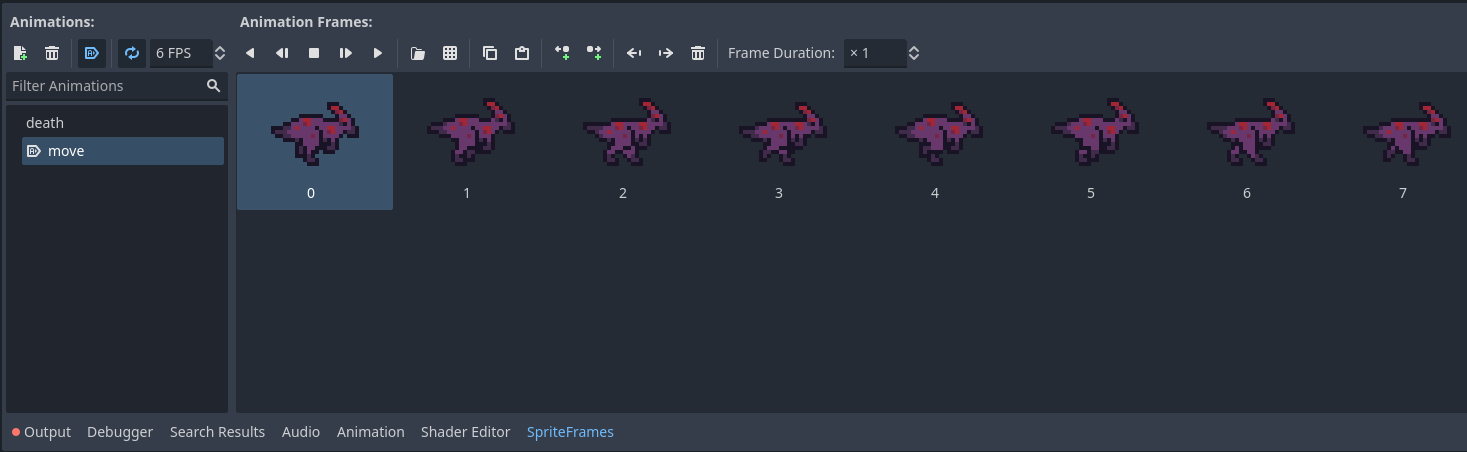 Animations:
Animation Frames:
6 FPS
Frame Duration: × 1
Filter Animations
death
move
0 1 2 3 4 5 6 7
Output Debugger Search Results Audio Animation Shader Editor SpriteFrames